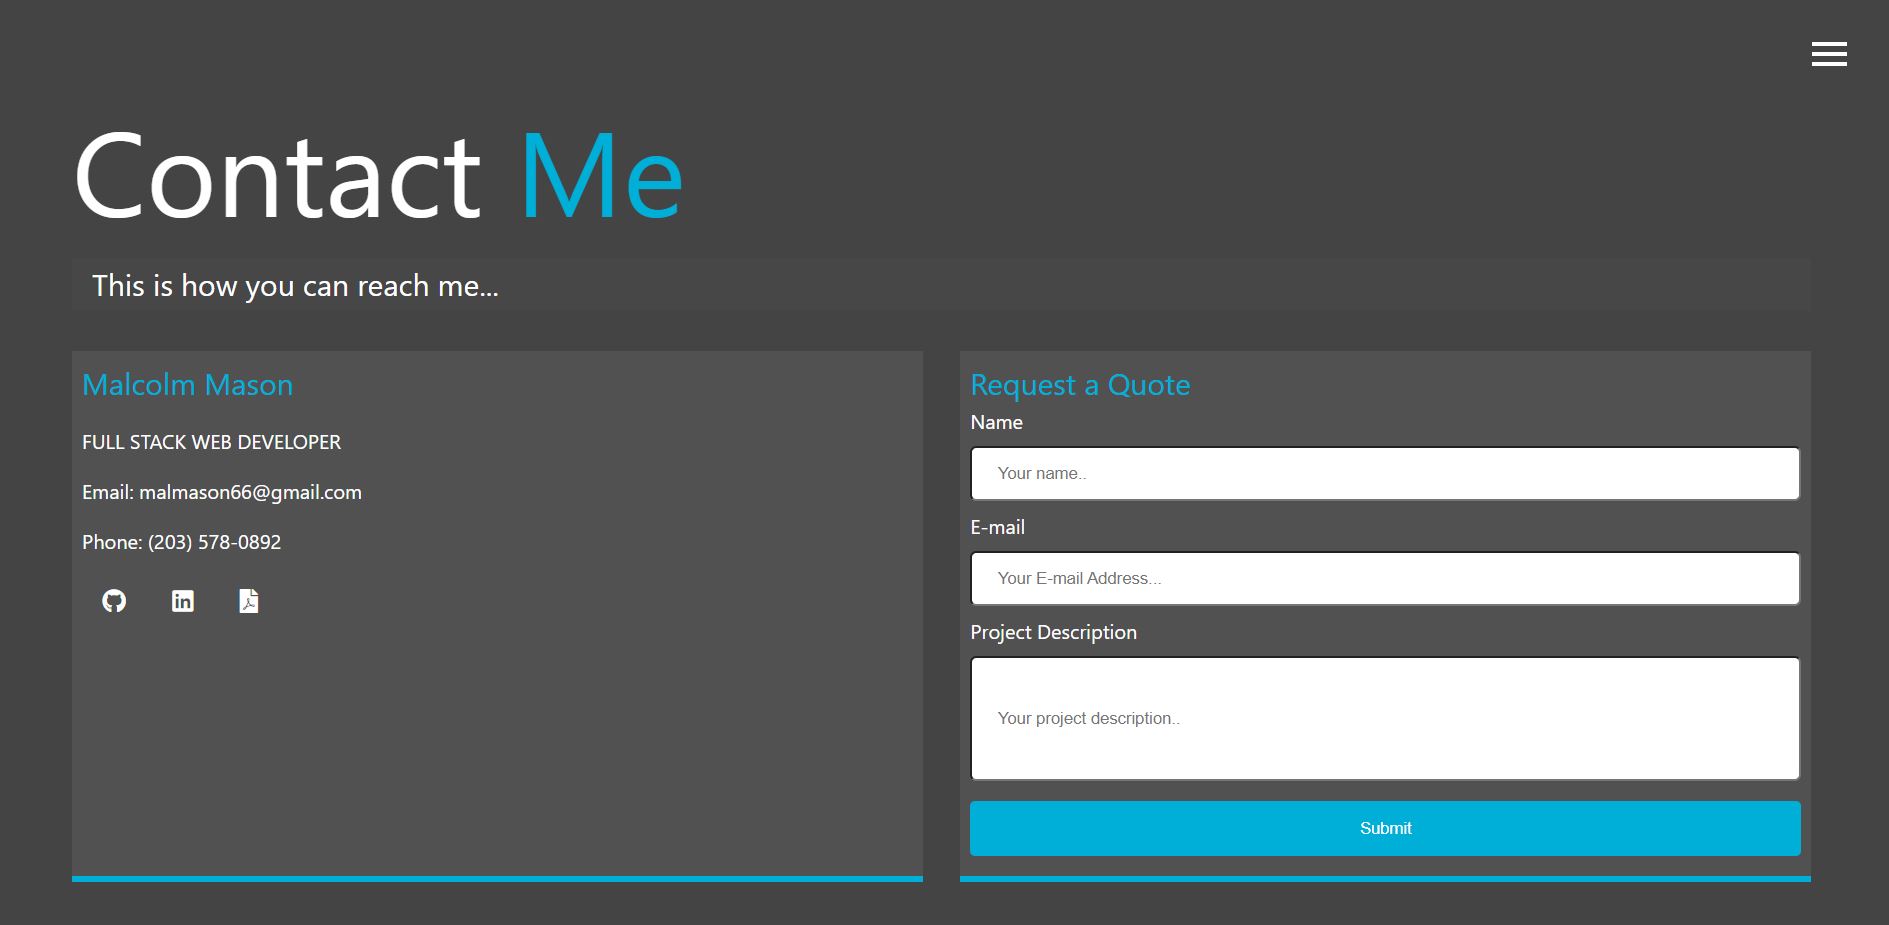 Contact Me
This is how you can reach me...
Malcolm Mason
FULL STACK WEB DEVELOPER
Email: malmason66@gmail.com
Phone: (203) 578-0892
in
Request a Quote
Name
Your name..
E-mail
Your E-mail Address...
Project Description
Your project description..
Submit